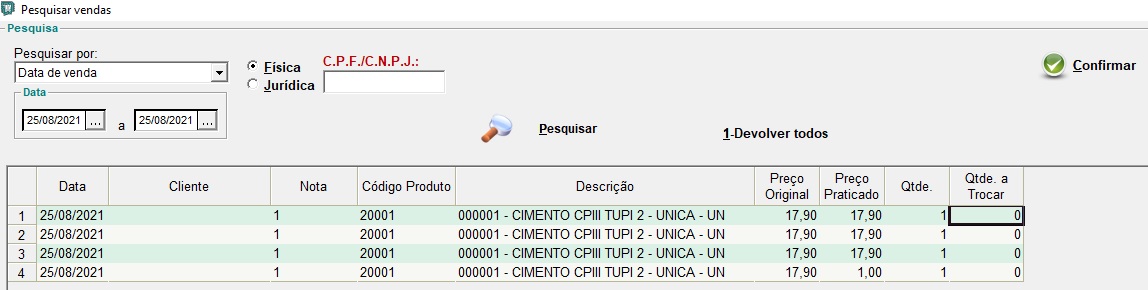 Pesquisar vendas
Pesquisa
Pesquisar por:
Data de venda
Física
Jurídica
C.P.F./C.N.P.J.:
Confirmar
Data
25/08/2021 ... a 25/08/2021 ...
Pesquisar
1-Devolver todos
Data Cliente Nota Código Produto Descrição Preço Original Preço Praticado Qtde. Qtde. a Trocar
1 25/08/2021 1 20001 000001 - CIMENTO CPIII TUPI 2 - UNICA - UN 17,90 17,90 1 0
2 25/08/2021 1 20001 000001 - CIMENTO CPIII TUPI 2 - UNICA - UN 17,90 17,90 1 0
3 25/08/2021 1 20001 000001 - CIMENTO CPIII TUPI 2 - UNICA - UN 17,90 17,90 1 0
4 25/08/2021 1 20001 000001 - CIMENTO CPIII TUPI 2 - UNICA - UN 17,90 1,00 1 0